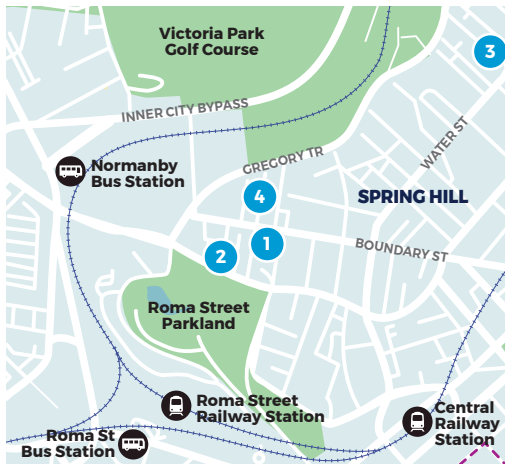 Victoria Park
Golf Course
3
INNER CITY BYPASS
WATER ST
GREGORY TR
Normanby
Bus Station
4
SPRING HILL
1
BOUNDARY ST
2
Roma Street
Parkland
Roma Street
Railway Station
Central
Railway
Station
Roma St
Bus Station